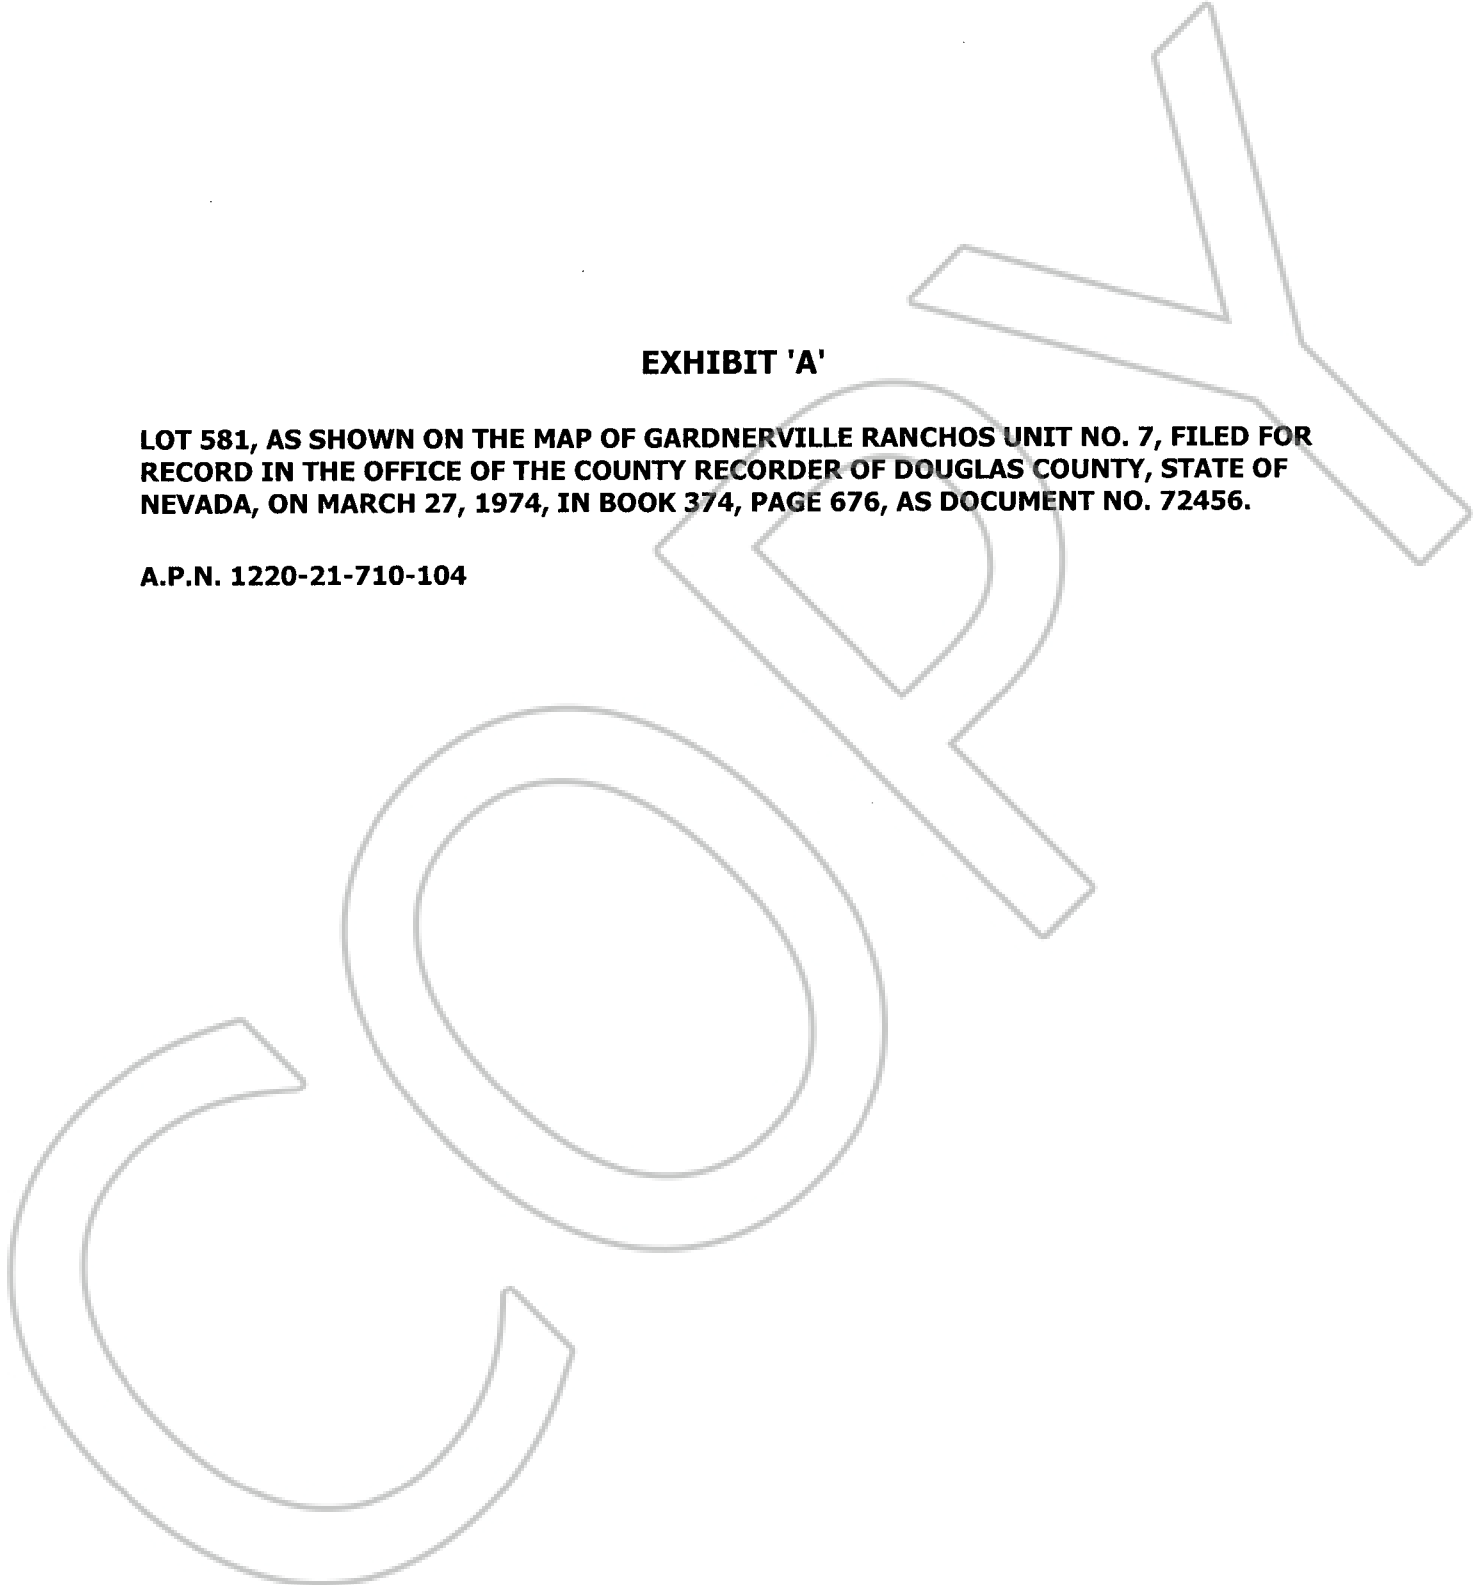 EXHIBIT 'A'
LOT 581, AS SHOWN ON THE MAP OF GARDNERVILLE RANCHOS UNIT NO. 7, FILED FOR
RECORD IN THE OFFICE OF THE COUNTY RECORDER OF DOUGLAS COUNTY, STATE OF
NEVADA, ON MARCH 27, 1974, IN BOOK 374, PAGE 676, AS DOCUMENT NO. 72456.
A.P.N. 1220-21-710-104
COPY